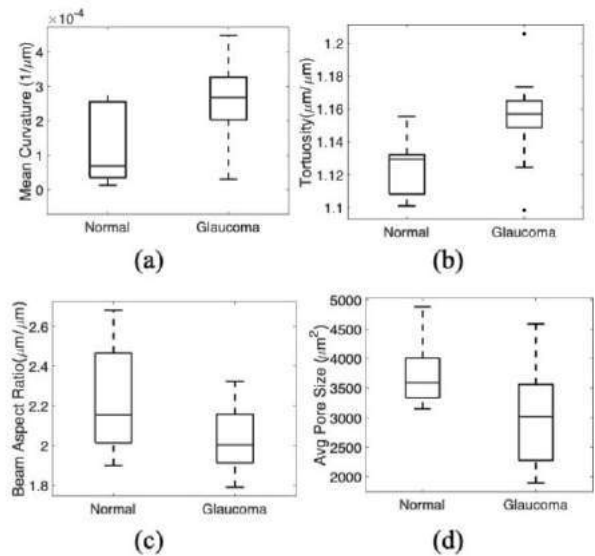 ×10⁻⁴
Mean Curvature (1/μm)
4
3
2
1
0
Normal Glaucoma
(a)
Tortuosity(μm/μm)
1.2
1.18
1.16
1.14
1.12
1.1
Normal Glaucoma
(b)
Beam Aspect Ratio(μm/μm)
2.6
2.4
2.2
2
1.8
Normal Glaucoma
(c)
Avg Pore Size (μm²)
5000
4500
4000
3500
3000
2500
2000
Normal Glaucoma
(d)